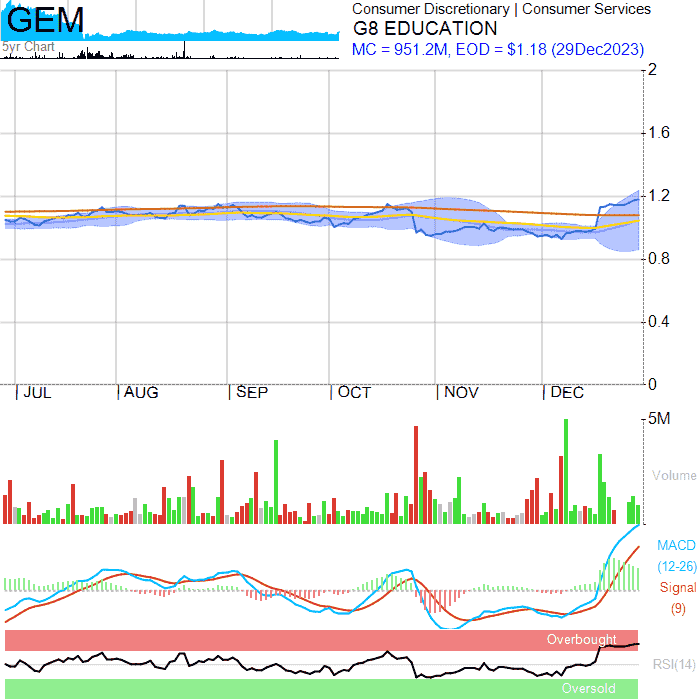 GEM
5yr Chart
Consumer Discretionary | Consumer Services
G8 EDUCATION
MC = 951.2M, EOD = $1.18 (29Dec2023)
2
1.6
1.2
0.8
0.4
0
JUL AUG SEP OCT NOV DEC
5M
Volume
MACD
(12-26)
Signal
(9)
Overbought
RSI(14)
Oversold